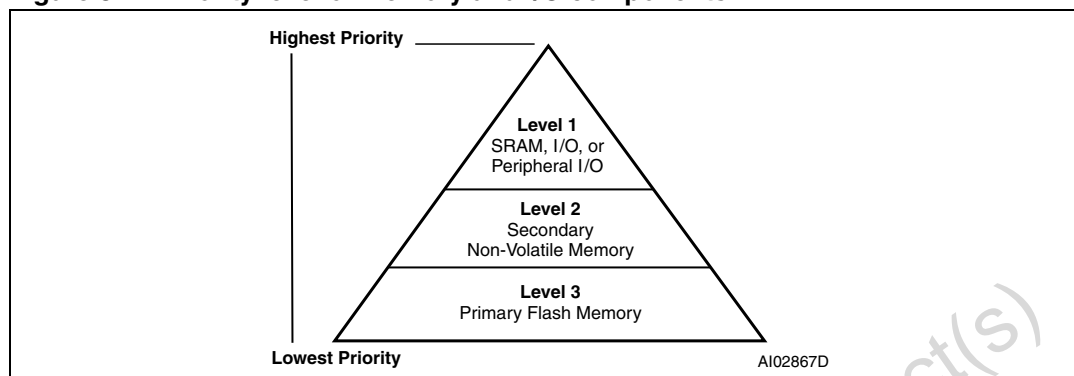 Highest Priority
Level 1
SRAM, I/O, or
Peripheral I/O
Level 2
Secondary
Non-Volatile Memory
Level 3
Primary Flash Memory
Lowest Priority
AI02867D
ct(s)